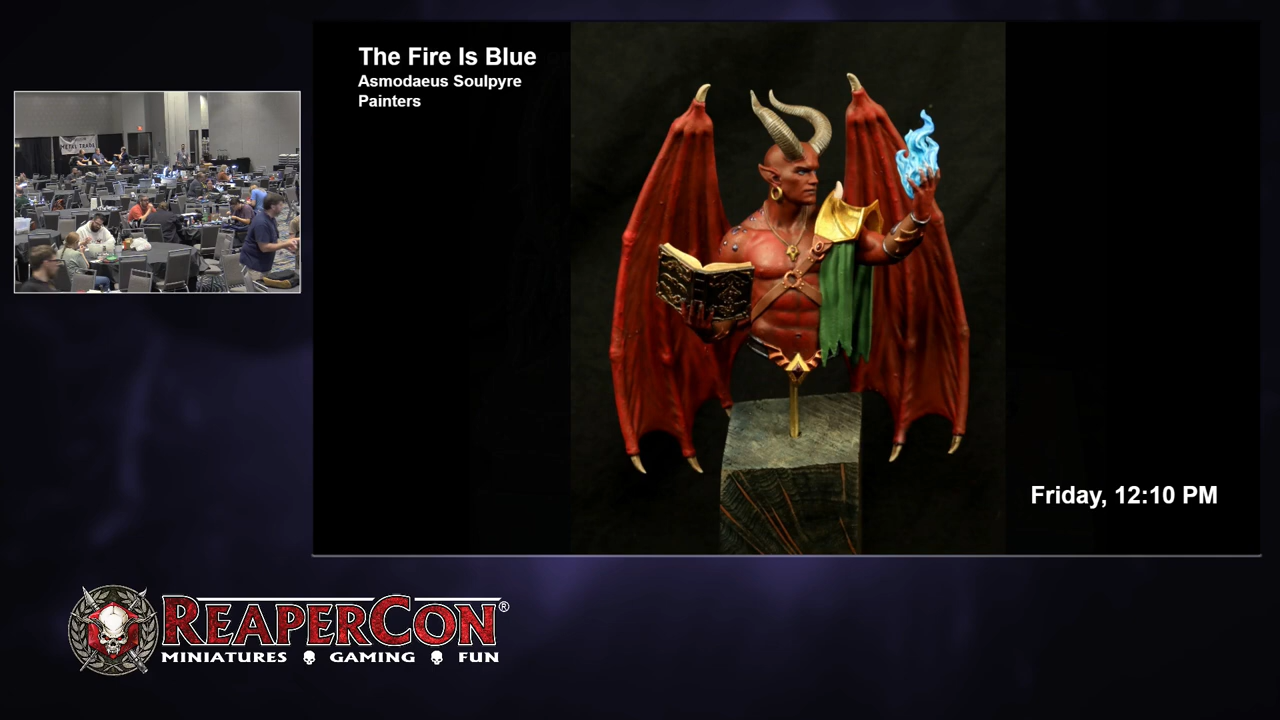 The Fire Is Blue
Asmodaeus Soulpyre
Painters
METAL TRADE
Friday, 12:10 PM
REAPERCON®
MINIATURES GAMING FUN